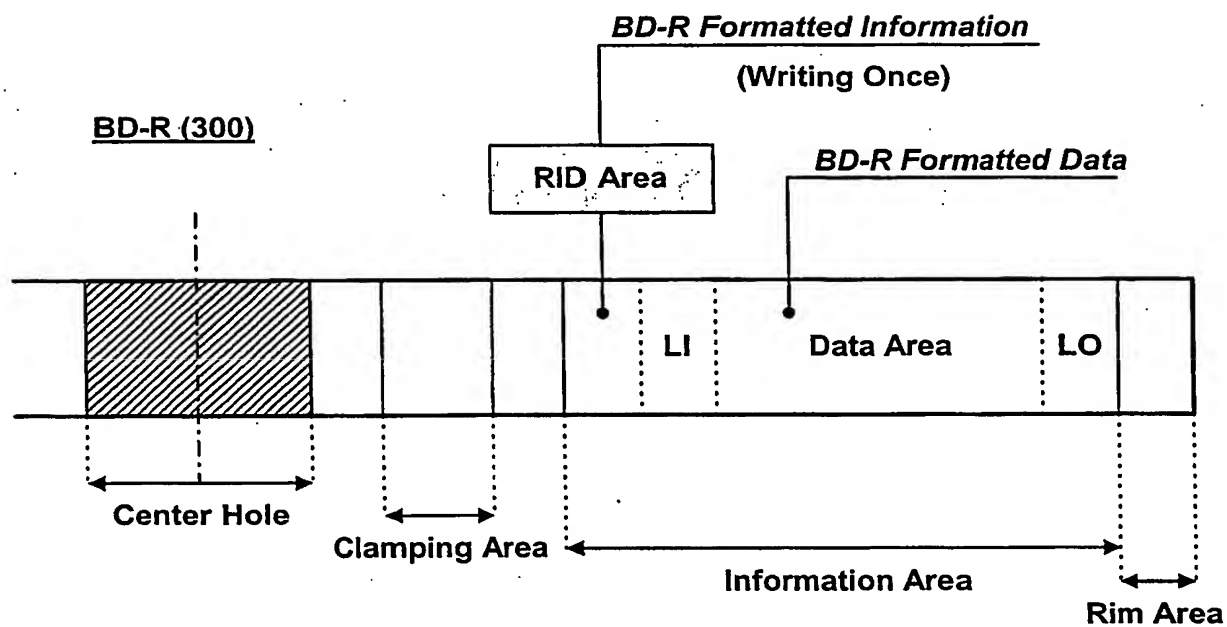 BD-R Formatted Information
(Writing Once)
BD-R (300)
BD-R Formatted Data
RID Area
LI
Data Area
LO
Center Hole
Clamping Area
Information Area
Rim Area